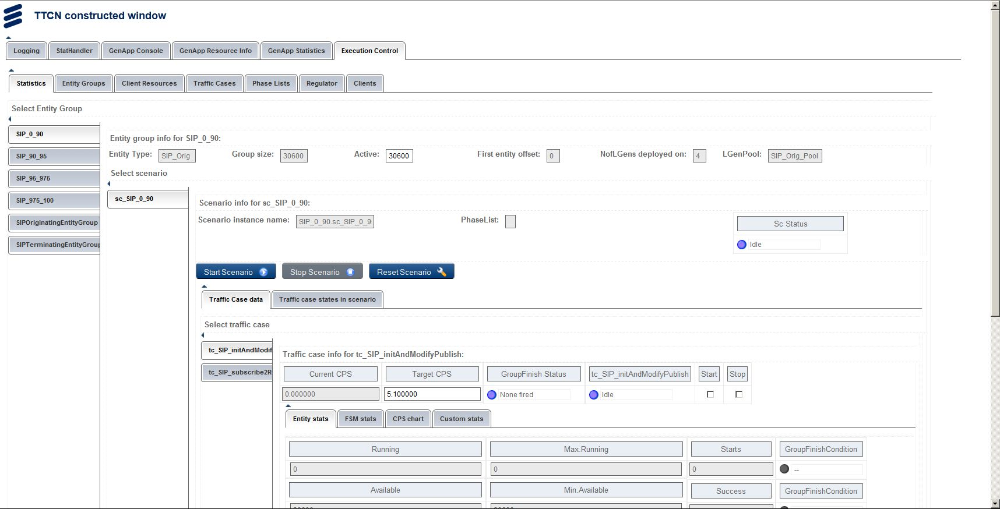 TTCN constructed window
Logging StatHandler GenApp Console GenApp Resource Info GenApp Statistics Execution Control
Statistics Entity Groups Client Resources Traffic Cases Phase Lists Regulator Clients
Select Entity Group
SIP_0_90
SIP_90_95
SIP_95_975
SIP_975_100
SIPOriginatingEntityGroup
SIPTerminatingEntityGroup
Entity group info for SIP_0_90:
Entity Type: SIP_Orig Group size: 30600 Active: 30600 First entity offset: 0 NofLGens deployed on: 4 LGenPool: SIP_Orig_Pool
Select scenario
sc_SIP_0_90
Scenario info for sc_SIP_0_90:
Scenario instance name: SIP_0_90.sc_SIP_0_9 PhaseList:
Sc Status
Idle
Start Scenario Stop Scenario Reset Scenario
Traffic Case data Traffic case states in scenario
Select traffic case
tc_SIP_initAndModif
tc_SIP_subscribe2R
Traffic case info for tc_SIP_initAndModifyPublish:
Current CPS Target CPS GroupFinish Status tc_SIP_initAndModifyPublish Start Stop
0.000000 5.100000 None fired Idle
Entity stats FSM stats CPS chart Custom stats
Running Max.Running Starts GroupFinishCondition
0 0 0 --
Available Min.Available Success GroupFinishCondition